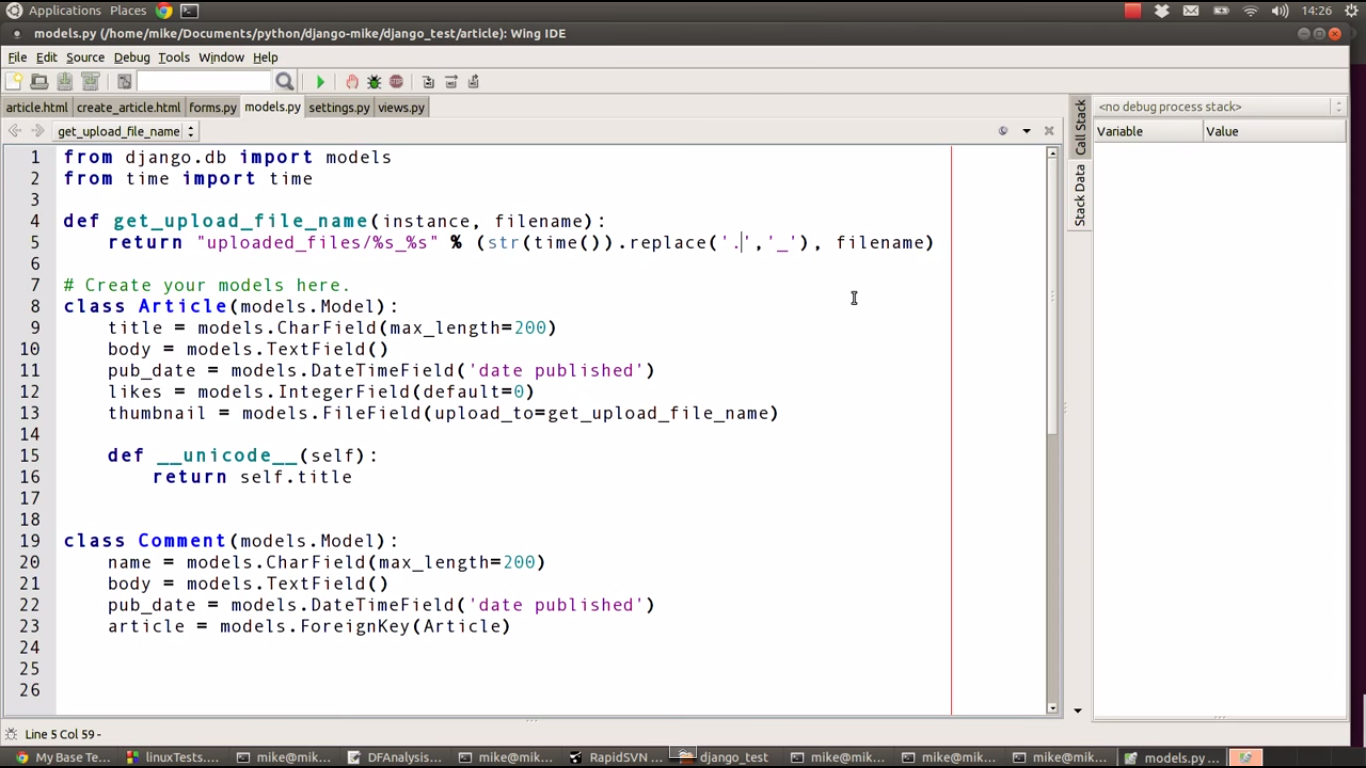 Applications Places
14:26
models.py (/home/mike/Documents/python/django-mike/django_test/article): Wing IDE
File Edit Source Debug Tools Window Help
article.html create_article.html forms.py models.py settings.py views.py
get_upload_file_name
1 from django.db import models
2 from time import time
3
4 def get_upload_file_name(instance, filename):
5     return "uploaded_files/%s_%s" % (str(time()).replace('.','_'), filename)
6
7 # Create your models here.
8 class Article(models.Model):
9     title = models.CharField(max_length=200)
10     body = models.TextField()
11     pub_date = models.DateTimeField('date published')
12     likes = models.IntegerField(default=0)
13     thumbnail = models.FileField(upload_to=get_upload_file_name)
14
15     def __unicode__(self):
16         return self.title
17
18
19 class Comment(models.Model):
20     name = models.CharField(max_length=200)
21     body = models.TextField()
22     pub_date = models.DateTimeField('date published')
23     article = models.ForeignKey(Article)
24
25
26
Call Stack
Stack Data
<no debug process stack>
Variable Value
Line 5 Col 59-
My Base Te... linuxTests.... mike@mik... DFAnalysis... mike@mik... RapidSVN ... django_test mike@mik... mike@mik... mike@mik... models.py ...